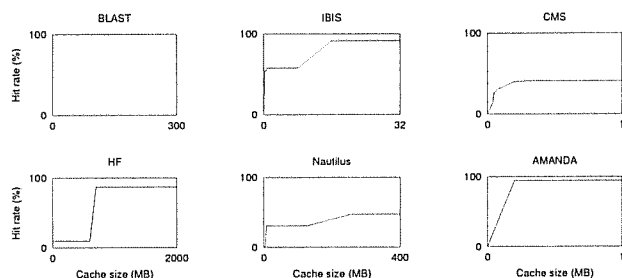 BLAST
100
Hit rate (%)
0
0
300
IBIS
100
0
0
32
CMS
100
0
0
1
HF
100
Hit rate (%)
0
0
2000
Cache size (MB)
Nautilus
100
0
0
400
Cache size (MB)
AMANDA
100
0
0
1
Cache size (MB)